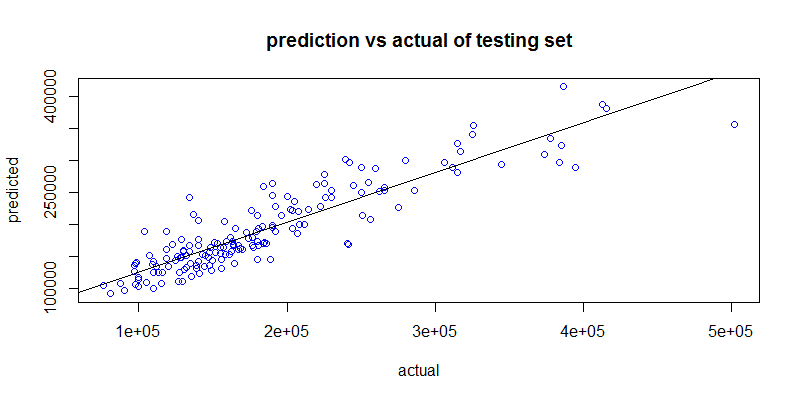 prediction vs actual of testing set
predicted
400000
250000
100000
1e+05 2e+05 3e+05 4e+05 5e+05
actual